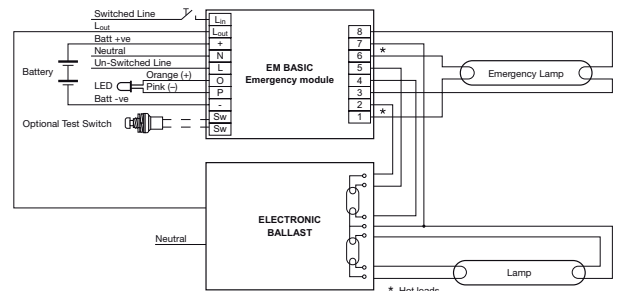 Switched Line
Lout
Batt +ve
Neutral
Un-Switched Line
Battery
Orange (+)
LED
Pink (–)
Batt -ve
Optional Test Switch
Lin
Lout
+
N
L
O
P
-
Sw
Sw
EM BASIC
Emergency module
8
7
6
5
4
3
2
1
*
*
Emergency Lamp
ELECTRONIC
BALLAST
Neutral
Lamp
* Hot leads